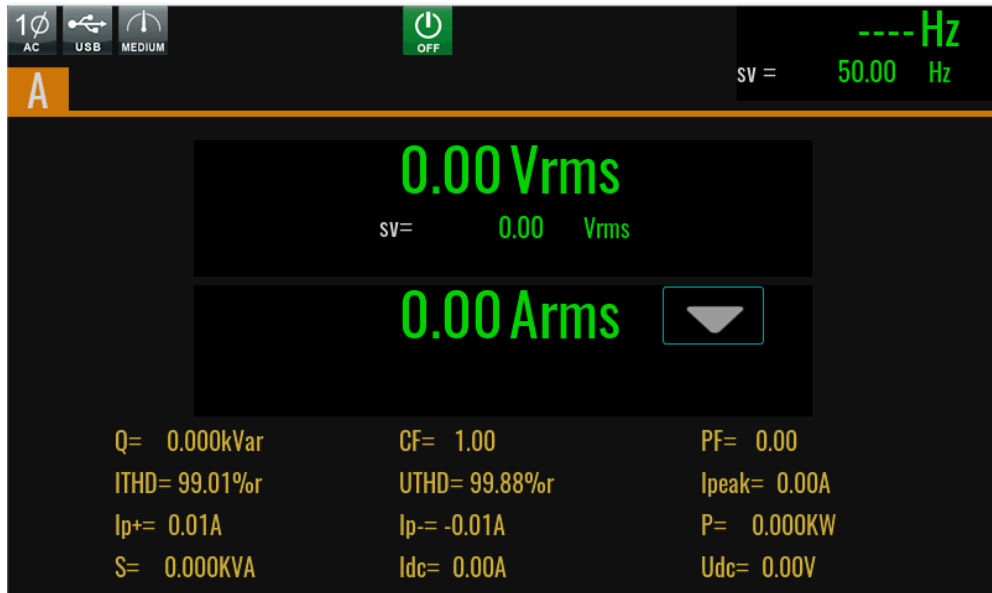 1Ø
AC
USB
MEDIUM
OFF
---- Hz
sv = 50.00 Hz
A
0.00 Vrms
sv= 0.00 Vrms
0.00 Arms
Q= 0.000kVar CF= 1.00 PF= 0.00
ITHD= 99.01%r UTHD= 99.88%r Ipeak= 0.00A
Ip+= 0.01A Ip-= -0.01A P= 0.000KW
S= 0.000KVA Idc= 0.00A Udc= 0.00V